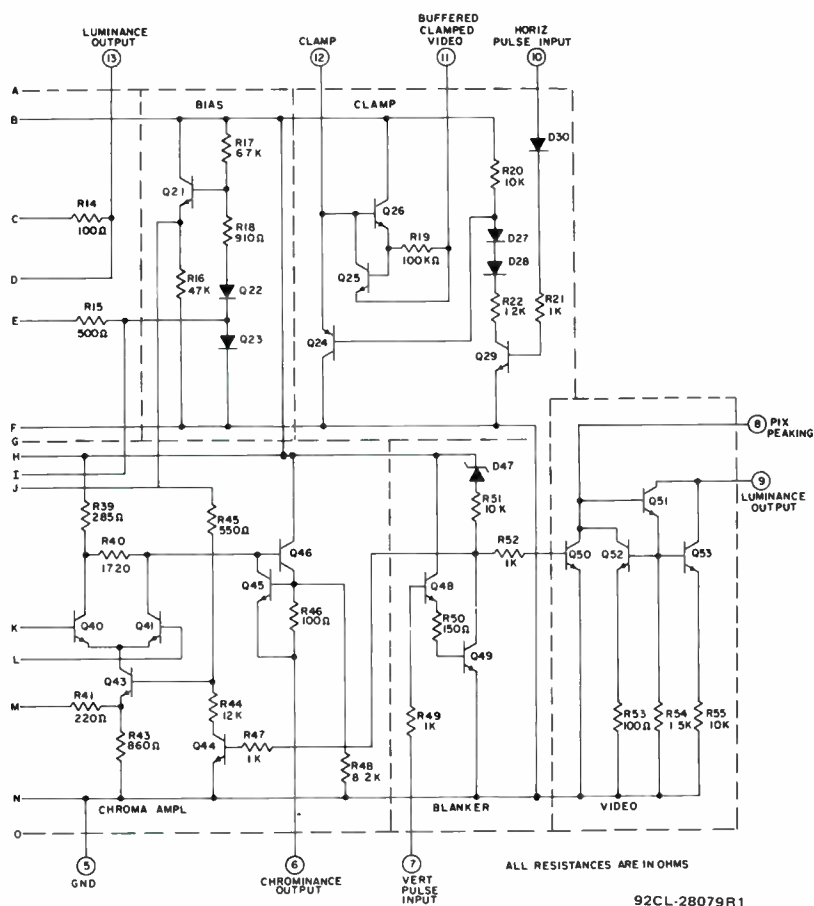 LUMINANCE
OUTPUT
13
CLAMP
12
BUFFERED
CLAMPED
VIDEO
11
HORIZ
PULSE INPUT
10
A
BIAS
CLAMP
B
D30
R17
67K
R20
10K
Q21
Q26
R14
100Ω
C
R18
910Ω
R19
100KΩ
D27
D28
D
R16
47K
Q25
Q22
R22
1.2K
R21
1K
R15
500Ω
E
Q23
Q24
Q29
F
G
H
I
J
8
PIX
PEAKING
9
LUMINANCE
OUTPUT
D47
R51
10K
Q51
R39
285Ω
R45
550Ω
R40
1720
Q46
R52
1K
Q50
Q52
Q53
Q45
Q48
R46
100Ω
R50
150Ω
K
Q40
Q41
Q49
L
Q43
M
R41
220Ω
R44
12K
R49
1K
R53
100Ω
R54
1.5K
R55
10K
R43
860Ω
Q44
R47
1K
R48
8.2K
N
CHROMA AMPL
BLANKER
VIDEO
O
5
GND
6
CHROMINANCE
OUTPUT
7
VERT
PULSE
INPUT
ALL RESISTANCES ARE IN OHMS
92CL-28079R1